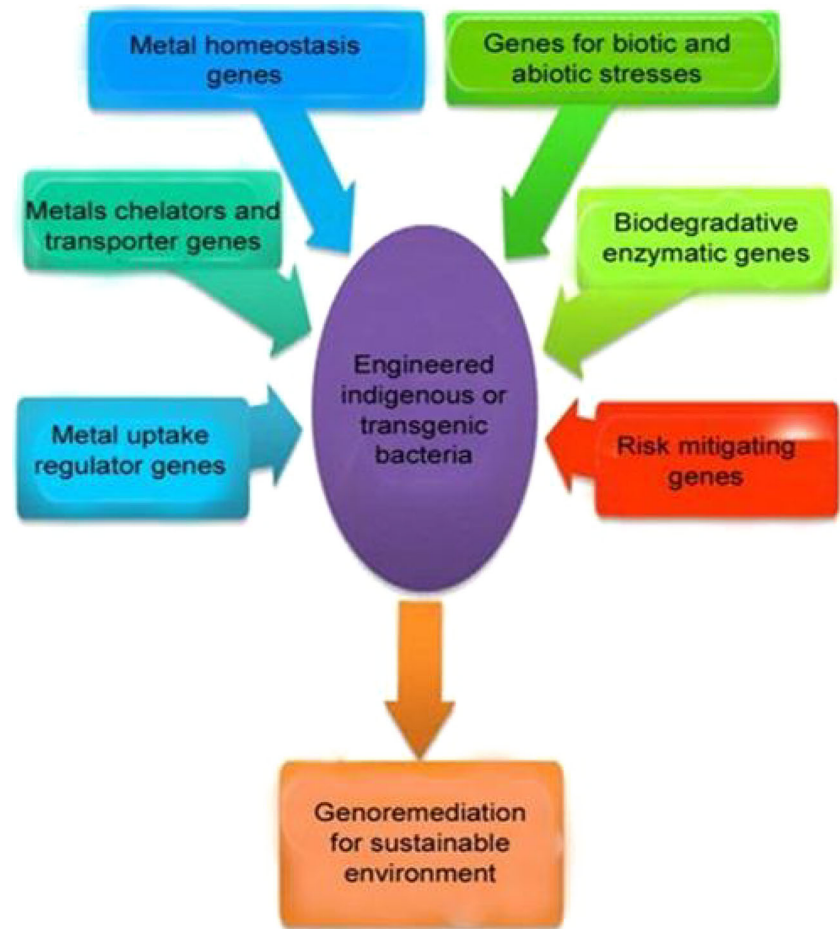 Metal homeostasis
genes
Genes for biotic and
abiotic stresses
Metals chelators and
transporter genes
Biodegradative
enzymatic genes
Engineered
indigenous or
transgenic
bacteria
Metal uptake
regulator genes
Risk mitigating
genes
Genoremediation
for sustainable
environment